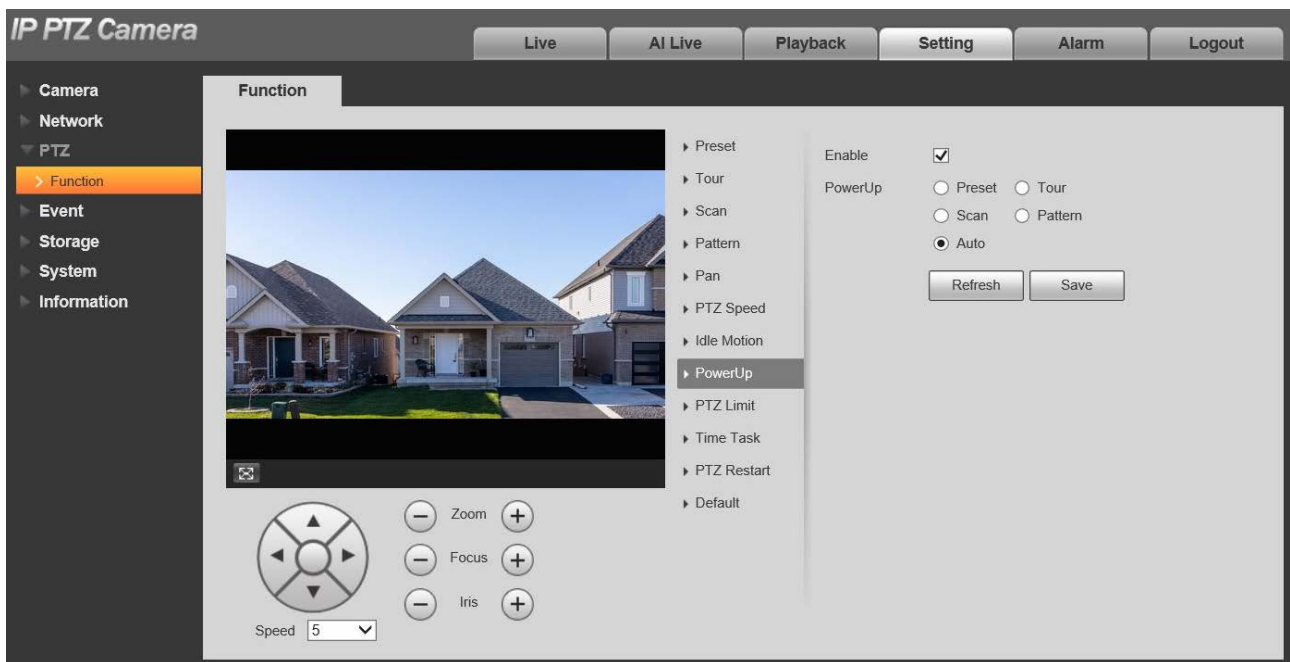 IP PTZ Camera
Live
AI Live
Playback
Setting
Alarm
Logout
Camera
Network
PTZ
Function
Event
Storage
System
Information
Function
Preset
Tour
Scan
Pattern
Pan
PTZ Speed
Idle Motion
PowerUp
PTZ Limit
Time Task
PTZ Restart
Default
Enable
PowerUp
Preset
Tour
Scan
Pattern
Auto
Refresh
Save
Zoom
Focus
Iris
Speed 5